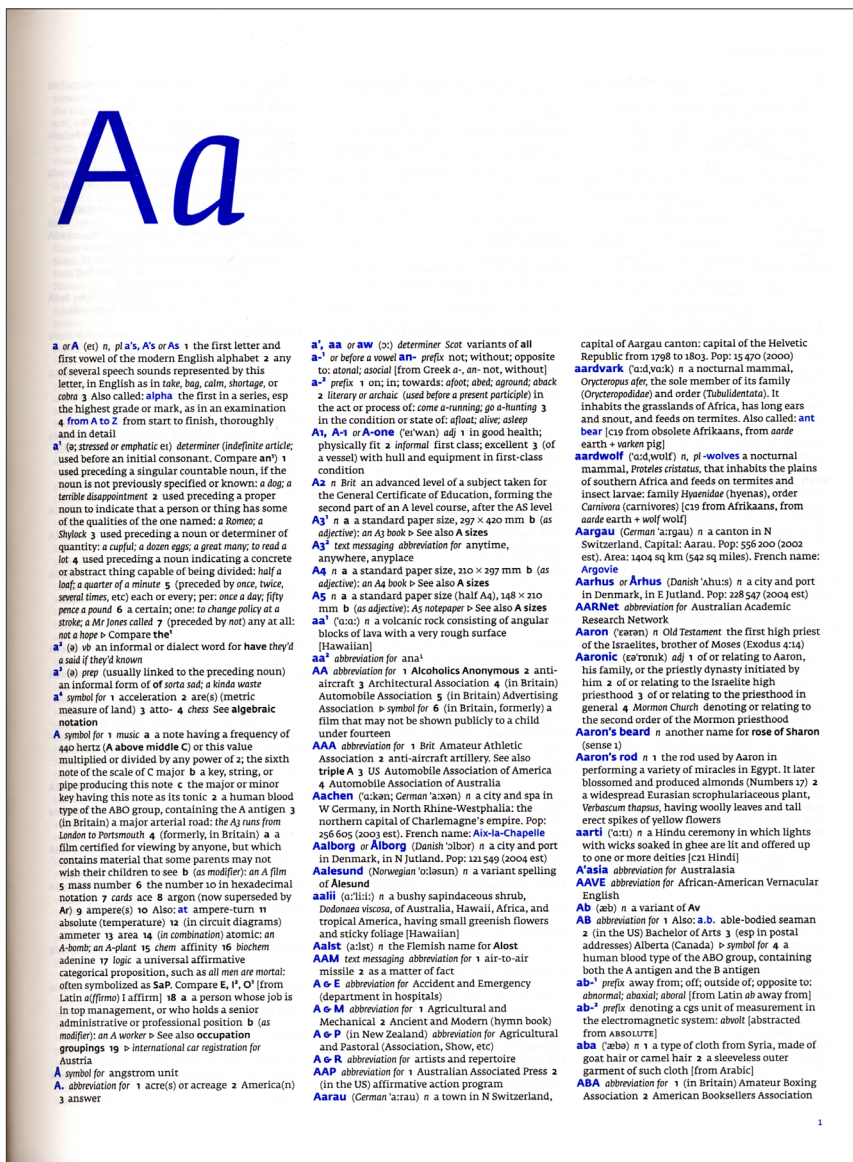 Aa
a or A (eɪ) n, pl a's, A's or As 1 the first letter and
first vowel of the modern English alphabet 2 any
of several speech sounds represented by this
letter, in English as in take, bag, calm, shortage, or
cobra 3 Also called: alpha the first in a series, esp
the highest grade or mark, as in an examination
4 from A to Z from start to finish, thoroughly
and in detail
a¹ (ə; stressed or emphatic eɪ) determiner (indefinite article;
used before an initial consonant. Compare an¹) 1
used preceding a singular countable noun, if the
noun is not previously specified or known: a dog; a
terrible disappointment 2 used preceding a proper
noun to indicate that a person or thing has some
of the qualities of the one named: a Romeo; a
Shylock 3 used preceding a noun or determiner of
quantity: a cupful; a dozen eggs; a great many; to read a
lot 4 used preceding a noun indicating a concrete
or abstract thing capable of being divided: half a
loaf; a quarter of a minute 5 (preceded by once, twice,
several times, etc) each or every; per: once a day; fifty
pence a pound 6 a certain; one: to change policy at a
stroke; a Mr Jones called 7 (preceded by not) any at all:
not a hope ▷ Compare the¹
a² (ə) vb an informal or dialect word for have they'd
a said if they'd known
a³ (ə) prep (usually linked to the preceding noun)
an informal form of of sorta sad; a kinda waste
a⁴ symbol for 1 acceleration 2 are(s) (metric
measure of land) 3 atto- 4 chess See algebraic
notation
A symbol for 1 music a a note having a frequency of
440 hertz (A above middle C) or this value
multiplied or divided by any power of 2; the sixth
note of the scale of C major b a key, string, or
pipe producing this note c the major or minor
key having this note as its tonic 2 a human blood
type of the ABO group, containing the A antigen 3
(in Britain) a major arterial road: the A3 runs from
London to Portsmouth 4 (formerly, in Britain) a a
film certified for viewing by anyone, but which
contains material that some parents may not
wish their children to see b (as modifier): an A film
5 mass number 6 the number 10 in hexadecimal
notation 7 cards ace 8 argon (now superseded by
Ar) 9 ampere(s) 10 Also: at ampere-turn 11
absolute (temperature) 12 (in circuit diagrams)
ammeter 13 area 14 (in combination) atomic: an
A-bomb; an A-plant 15 chem affinity 16 biochem
adenine 17 logic a universal affirmative
categorical proposition, such as all men are mortal:
often symbolized as SaP. Compare E, I², O¹ [from
Latin a(ffirmo) I affirm] 18 a a person whose job is
in top management, or who holds a senior
administrative or professional position b (as
modifier): an A worker ▷ See also occupation
groupings 19 ▷ international car registration for
Austria
Å symbol for angstrom unit
A. abbreviation for 1 acre(s) or acreage 2 America(n)
3 answer
a', aa or aw (ɔː) determiner Scot variants of all
a-¹ or before a vowel an- prefix not; without; opposite
to: atonal; asocial [from Greek a-, an- not, without]
a-² prefix 1 on; in; towards: afoot; abed; aground; aback
2 literary or archaic (used before a present participle) in
the act or process of: come a-running; go a-hunting 3
in the condition or state of: afloat; alive; asleep
A1, A-1 or A-one ('eɪ'wʌn) adj 1 in good health;
physically fit 2 informal first class; excellent 3 (of
a vessel) with hull and equipment in first-class
condition
A2 n Brit an advanced level of a subject taken for
the General Certificate of Education, forming the
second part of an A level course, after the AS level
A3¹ n a a standard paper size, 297 × 420 mm b (as
adjective): an A3 book ▷ See also A sizes
A3² text messaging abbreviation for anytime,
anywhere, anyplace
A4 n a a standard paper size, 210 × 297 mm b (as
adjective): an A4 book ▷ See also A sizes
A5 n a a standard paper size (half A4), 148 × 210
mm b (as adjective): A5 notepaper ▷ See also A sizes
aa¹ ('ɑːɑː) n a volcanic rock consisting of angular
blocks of lava with a very rough surface
[Hawaiian]
aa² abbreviation for ana¹
AA abbreviation for 1 Alcoholics Anonymous 2 anti-
aircraft 3 Architectural Association 4 (in Britain)
Automobile Association 5 (in Britain) Advertising
Association ▷ symbol for 6 (in Britain, formerly) a
film that may not be shown publicly to a child
under fourteen
AAA abbreviation for 1 Brit Amateur Athletic
Association 2 anti-aircraft artillery. See also
triple A 3 US Automobile Association of America
4 Australian Automobile Association
Aachen ('ɑːkən; German 'aːxən) n a city and spa in
W Germany, in North Rhine-Westphalia: the
northern capital of Charlemagne's empire. Pop:
256 605 (2003 est). French name: Aix-la-Chapelle
Aalborg or Ålborg (Danish 'ɔlbɔr) n a city and port
in Denmark, in N Jutland. Pop: 121 549 (2004 est)
Aalesund (Norwegian 'oːləsun) n a variant spelling
of Ålesund
aalii (ɑː'liːiː) n a bushy sapindaceous shrub,
Dodonaea viscosa, of Australia, Hawaii, Africa, and
tropical America, having small greenish flowers
and sticky foliage [Hawaiian]
Aalst (aːlst) n the Flemish name for Alost
AAM text messaging abbreviation for 1 air-to-air
missile 2 as a matter of fact
A & E abbreviation for Accident and Emergency
(department in hospitals)
A & M abbreviation for 1 Agricultural and
Mechanical 2 Ancient and Modern (hymn book)
A & P (in New Zealand) abbreviation for Agricultural
and Pastoral (Association, Show, etc)
A & R abbreviation for artists and repertoire
AAP abbreviation for 1 Australian Associated Press 2
(in the US) affirmative action program
Aarau (German 'aːrau) n a town in N Switzerland,
capital of Aargau canton: capital of the Helvetic
Republic from 1798 to 1803. Pop: 15 470 (2000)
aardvark ('ɑːd,vɑːk) n a nocturnal mammal,
Orycteropus afer, the sole member of its family
(Orycteropodidae) and order (Tubulidentata). It
inhabits the grasslands of Africa, has long ears
and snout, and feeds on termites. Also called: ant
bear [C19 from obsolete Afrikaans, from aarde
earth + varken pig]
aardwolf ('ɑːd,wʊlf) n, pl -wolves a nocturnal
mammal, Proteles cristatus, that inhabits the plains
of southern Africa and feeds on termites and
insect larvae: family Hyaenidae (hyenas), order
Carnivora (carnivores) [C19 from Afrikaans, from
aarde earth + wolf wolf]
Aargau (German 'aːrgau) n a canton in N
Switzerland. Capital: Aarau. Pop: 556 200 (2002
est). Area: 1404 sq km (542 sq miles). French name:
Argovie
Aarhus or Århus (Danish 'ʌhuːs) n a city and port
in Denmark, in E Jutland. Pop: 228 547 (2004 est)
AARNet abbreviation for Australian Academic
Research Network
Aaron ('ɛərən) n Old Testament the first high priest
of the Israelites, brother of Moses (Exodus 4:14)
Aaronic (ɛə'rɒnɪk) adj 1 of or relating to Aaron,
his family, or the priestly dynasty initiated by
him 2 of or relating to the Israelite high
priesthood 3 of or relating to the priesthood in
general 4 Mormon Church denoting or relating to
the second order of the Mormon priesthood
Aaron's beard n another name for rose of Sharon
(sense 1)
Aaron's rod n 1 the rod used by Aaron in
performing a variety of miracles in Egypt. It later
blossomed and produced almonds (Numbers 17) 2
a widespread Eurasian scrophulariaceous plant,
Verbascum thapsus, having woolly leaves and tall
erect spikes of yellow flowers
aarti ('ɑːtɪ) n a Hindu ceremony in which lights
with wicks soaked in ghee are lit and offered up
to one or more deities [C21 Hindi]
A'asia abbreviation for Australasia
AAVE abbreviation for African-American Vernacular
English
Ab (æb) n a variant of Av
AB abbreviation for 1 Also: a.b. able-bodied seaman
2 (in the US) Bachelor of Arts 3 (esp in postal
addresses) Alberta (Canada) ▷ symbol for 4 a
human blood type of the ABO group, containing
both the A antigen and the B antigen
ab-¹ prefix away from; off; outside of; opposite to:
abnormal; abaxial; aboral [from Latin ab away from]
ab-² prefix denoting a cgs unit of measurement in
the electromagnetic system: abvolt [abstracted
from ABSOLUTE]
aba ('æbə) n 1 a type of cloth from Syria, made of
goat hair or camel hair 2 a sleeveless outer
garment of such cloth [from Arabic]
ABA abbreviation for 1 (in Britain) Amateur Boxing
Association 2 American Booksellers Association
1